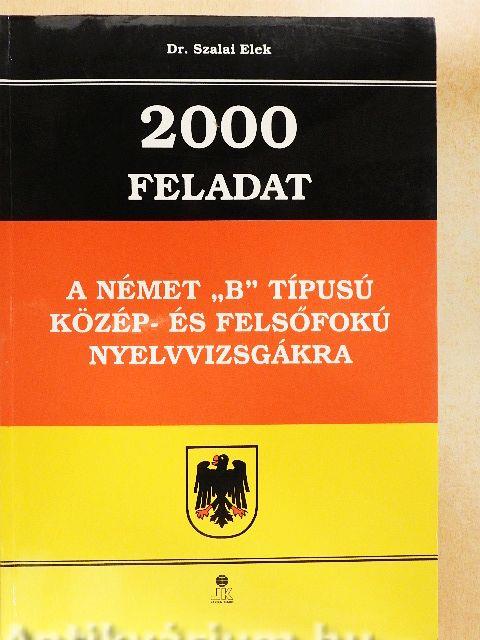 Dr. Szalai Elek
2000
FELADAT
A NÉMET „B” TÍPUSÚ
KÖZÉP- ÉS FELSŐFOKÚ
NYELVVIZSGÁKRA